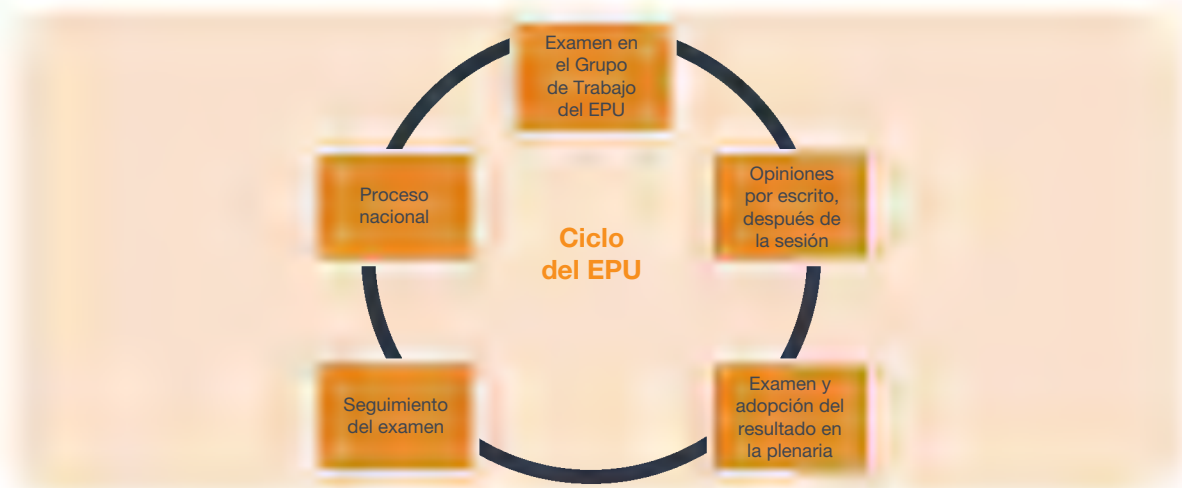 Examen en
el Grupo
de Trabajo
del EPU
Opiniones
por escrito,
después de
la sesión
Proceso
nacional
Ciclo
del EPU
Examen y
adopción del
resultado en
la plenaria
Seguimiento
del examen